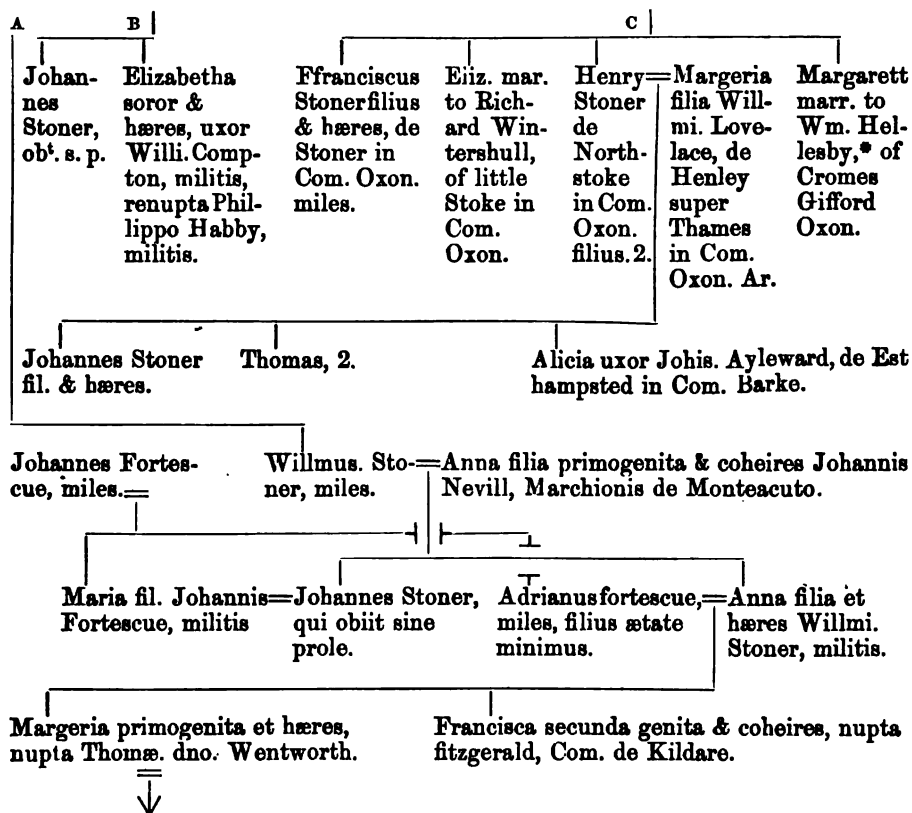 A B C
Johan-
nes
Stoner,
obᵗ. s. p.
Elizabetha
soror &
hæres, uxor
Willi. Comp-
ton, militis,
renupta Phil-
lippo Habby,
militis.
Ffranciscus
Stonerfilius
& hæres, de
Stoner in
Com. Oxon.
miles.
Eliz. mar.
to Rich-
ard Win-
tershull,
of little
Stoke in
Com.
Oxon.
Henry
Stoner
de
North-
stoke
in Com.
Oxon.
filius. 2.
Margeria
filia Will-
mi. Love-
lace, de
Henley
super
Thames
in Com.
Oxon. Ar.
Margarett
marr. to
Wm. Hel-
lesby,* of
Cromes
Gifford
Oxon.
Johannes Stoner
fil. & hæres.
Thomas, 2.
Alicia uxor Johis. Ayleward, de Est
hampsted in Com. Barke.
Johannes Fortes-
cue, miles.
Willmus. Sto-
ner, miles.
Anna filia primogenita & coheires Johannis
Nevill, Marchionis de Monteacuto.
Maria fil. Johannis
Fortescue, militis
Johannes Stoner,
qui obiit sine
prole.
Adrianusfortescue,
miles, filius ætate
minimus.
Anna filia et
hæres Willmi.
Stoner, militis.
Margeria primogenita et hæres,
nupta Thomæ. dno. Wentworth.
Francisca secunda genita & coheires, nupta
fitzgerald, Com. de Kildare.